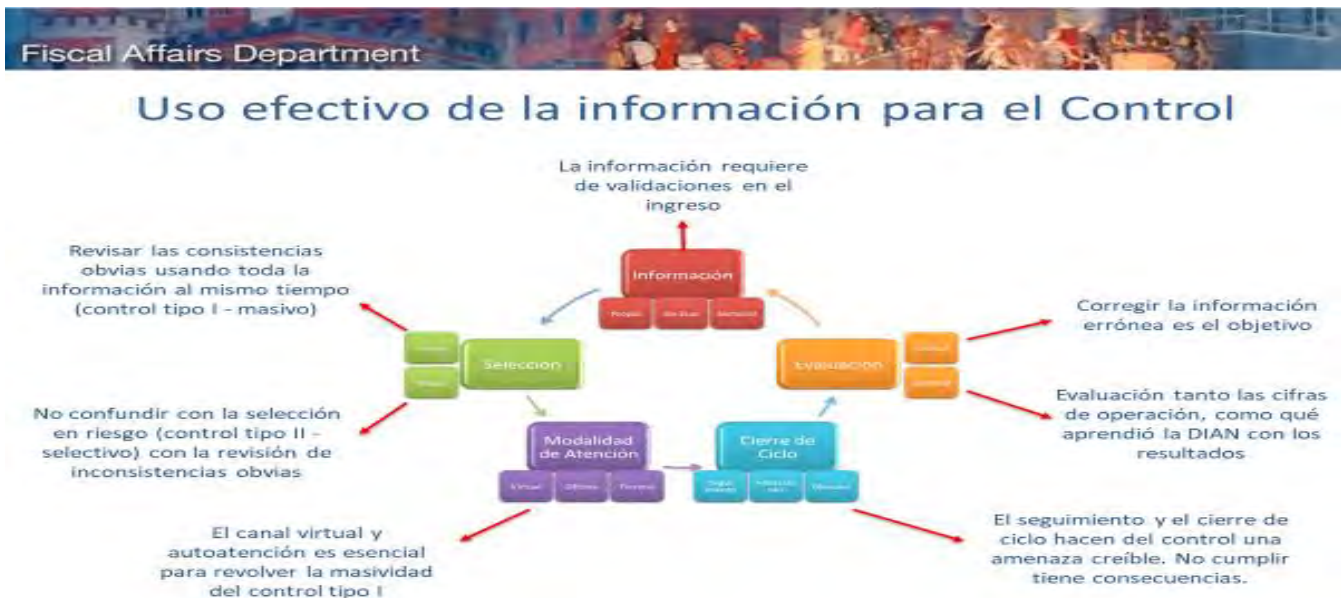 Fiscal Affairs Department
Uso efectivo de la información para el Control
La información requiere
de validaciones en el
ingreso
Revisar las consistencias
obvias usando toda la
información al mismo tiempo
(control tipo I - masivo)
Información
Corregir la información
errónea es el objetivo
Selección
Evaluación
No confundir con la selección
en riesgo (control tipo II -
selectivo) con la revisión de
inconsistencias obvias
Evaluación tanto las cifras
de operación, como qué
aprendió la DIAN con los
resultados
Modalidad
de Atención
Virtual
Oficina
Terreno
Cierre de
Ciclo
El canal virtual y
autoatención es esencial
para revolver la masividad
del control tipo I
El seguimiento y el cierre de
ciclo hacen del control una
amenaza creíble. No cumplir
tiene consecuencias.